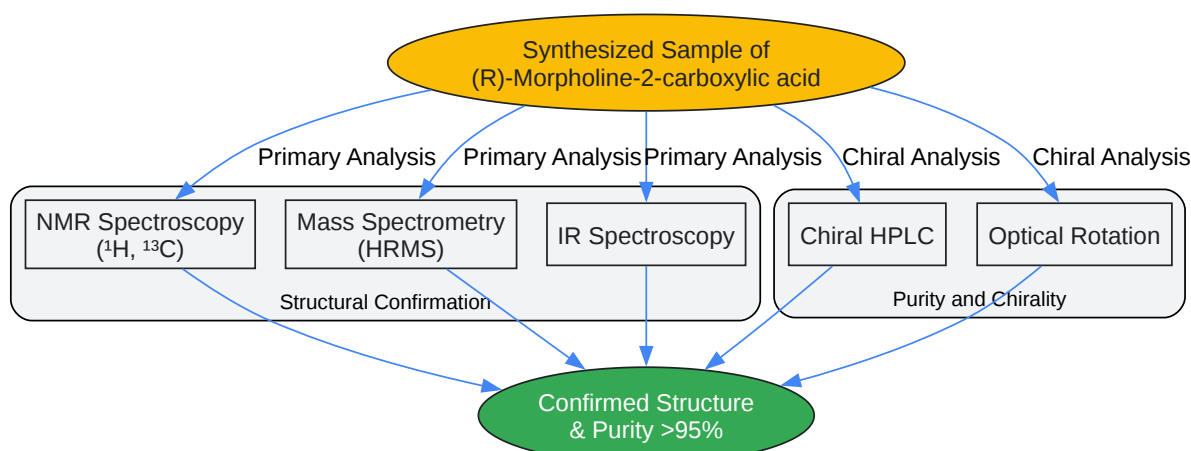 Synthesized Sample of
(R)-Morpholine-2-carboxylic acid
Primary Analysis
Primary Analysis
Primary Analysis
Chiral Analysis
Chiral Analysis
NMR Spectroscopy
(¹H, ¹³C)
Mass Spectrometry
(HRMS)
IR Spectroscopy
Chiral HPLC
Optical Rotation
Structural Confirmation
Purity and Chirality
Confirmed Structure
& Purity >95%